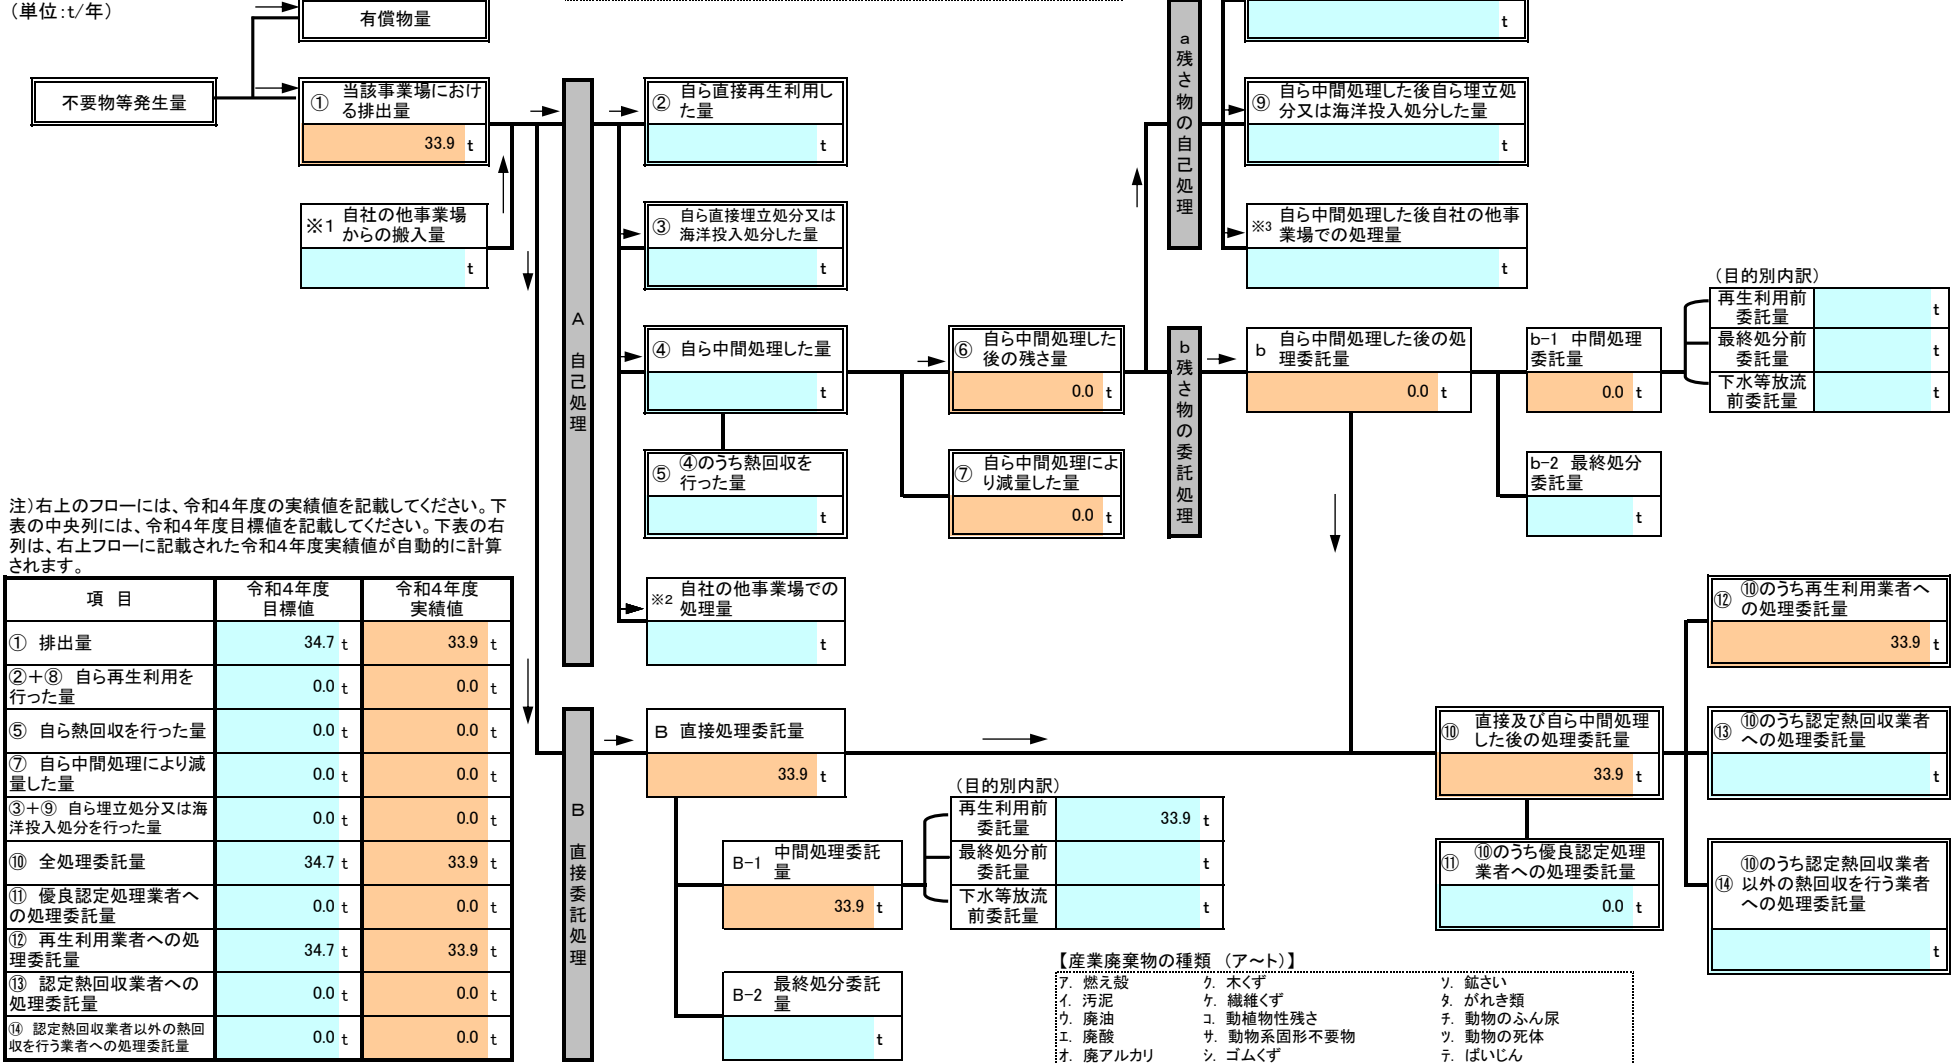 (単位:t/年)
有償物量
t
不要物等発生量
① 当該事業場におけ
る排出量
33.9 t
※1 自社の他事業場
からの搬入量
t
A 自己処理
② 自ら直接再生利用し
た量
t
③ 自ら直接埋立処分又は
海洋投入処分した量
t
④ 自ら中間処理した量
t
⑤ ④のうち熱回収を
行った量
t
※2 自社の他事業場での
処理量
t
⑥ 自ら中間処理した
後の残さ量
0.0 t
⑦ 自ら中間処理によ
り減量した量
0.0 t
a残さ物の自己処理
⑨ 自ら中間処理した後自ら埋立処
分又は海洋投入処分した量
t
※3 自ら中間処理した後自社の他事
業場での処理量
t
b残さ物の委託処理
b 自ら中間処理した後の処
理委託量
0.0 t
b-1 中間処理
委託量
0.0 t
b-2 最終処分
委託量
t
(目的別内訳)
再生利用前
委託量
t
最終処分前
委託量
t
下水等放流
前委託量
t
注)右上のフローには、令和4年度の実績値を記載してください。下
表の中央列には、令和4年度目標値を記載してください。下表の右
列は、右上フローに記載された令和4年度実績値が自動的に計算
されます。
項 目 令和4年度
目標値 令和4年度
実績値
① 排出量 34.7 t 33.9 t
②+⑧ 自ら再生利用を
行った量 0.0 t 0.0 t
⑤ 自ら熱回収を行った量 0.0 t 0.0 t
⑦ 自ら中間処理により減
量した量 0.0 t 0.0 t
③+⑨ 自ら埋立処分又は海
洋投入処分を行った量 0.0 t 0.0 t
⑩ 全処理委託量 34.7 t 33.9 t
⑪ 優良認定処理業者へ
の処理委託量 0.0 t 0.0 t
⑫ 再生利用業者への処
理委託量 34.7 t 33.9 t
⑬ 認定熱回収業者への
処理委託量 0.0 t 0.0 t
⑭ 認定熱回収業者以外の熱回
収を行う業者への処理委託量 0.0 t 0.0 t
B 直接委託処理
B 直接処理委託量
33.9 t
B-1 中間処理委託
量
33.9 t
B-2 最終処分委託
量
t
(目的別内訳)
再生利用前
委託量
33.9 t
最終処分前
委託量
t
下水等放流
前委託量
t
⑩ 直接及び自ら中間処理
した後の処理委託量
33.9 t
⑪ ⑩のうち優良認定処理
業者への処理委託量
0.0 t
⑫ ⑩のうち再生利用業者へ
の処理委託量
33.9 t
⑬ ⑩のうち認定熱回収業者
への処理委託量
t
⑭ ⑩のうち認定熱回収業者
以外の熱回収を行う業者
への処理委託量
t
【産業廃棄物の種類 (ア~ト)】
ア. 燃え殻 ク. 木くず ソ. 鉱さい
イ. 汚泥 ケ. 繊維くず タ. がれき類
ウ. 廃油 コ. 動植物性残さ チ. 動物のふん尿
エ. 廃酸 サ. 動物系固形不要物 ツ. 動物の死体
オ. 廃アルカリ シ. ゴムくず テ. ばいじん